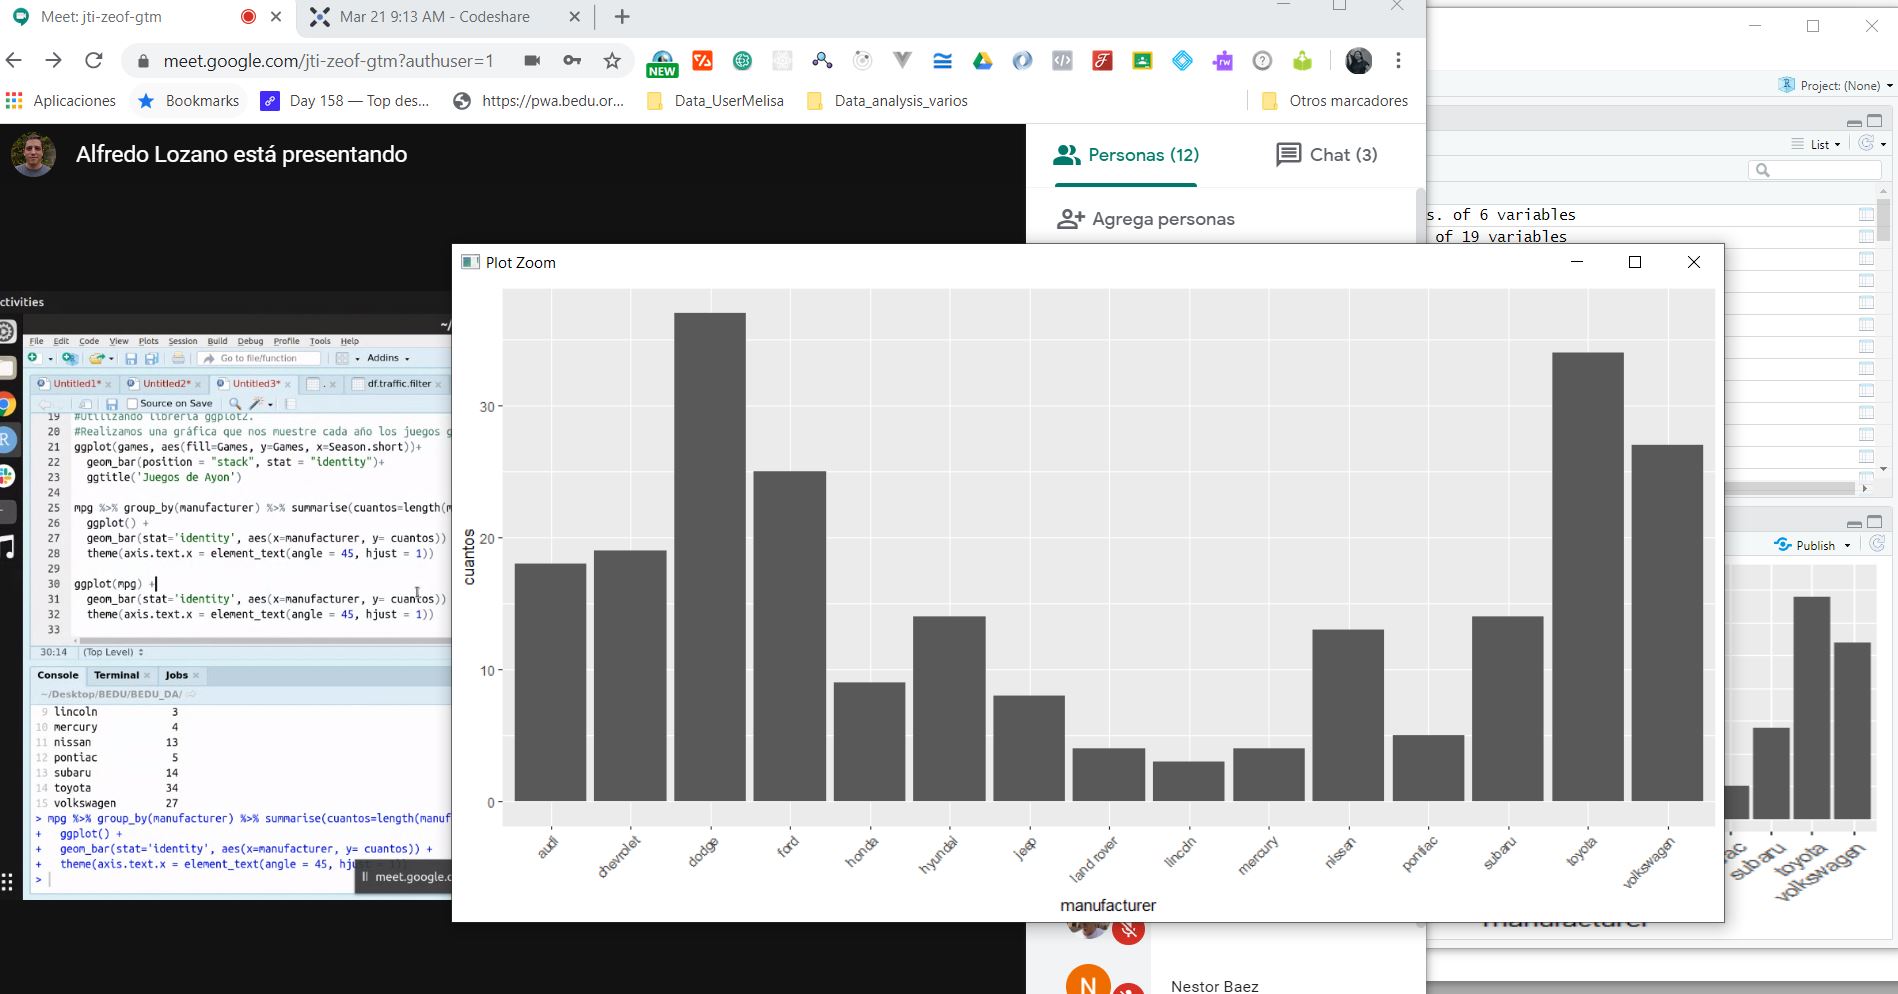 Meet: jti-zeof-gtm
Mar 21 9:13 AM - Codeshare
meet.google.com/jti-zeof-gtm?authuser=1
NEW
Aplicaciones
Bookmarks
Day 158 — Top des...
https://pwa.bedu.or...
Data_UserMelisa
Data_analysis_varios
Otros marcadores
Project: (None)
Alfredo Lozano está presentando
Personas (12)
Chat (3)
List
Agrega personas
s. of 6 variables
of 19 variables
Plot Zoom
ctivities
~/
File Edit Code View Plots Session Build Debug Profile Tools Help
Go to file/function
Addins
Untitled1*
Untitled2*
Untitled3*
df.traffic.filter
Source on Save
19 #Utilizando librería ggplot2.
20 #Realizamos una gráfica que nos muestre cada año los juegos g
21 ggplot(games, aes(fill=Games, y=Games, x=Season.short))+
22 geom_bar(position = "stack", stat = "identity")+
23 ggtitle('Juegos de Ayon')
24
25 mpg %>% group_by(manufacturer) %>% summarise(cuantos=length(m
26 ggplot() +
27 geom_bar(stat='identity', aes(x=manufacturer, y= cuantos))
28 theme(axis.text.x = element_text(angle = 45, hjust = 1))
29
30 ggplot(mpg) +
31 geom_bar(stat='identity', aes(x=manufacturer, y= cuantos))
32 theme(axis.text.x = element_text(angle = 45, hjust = 1))
33
30:14 (Top Level)
Console Terminal Jobs
~/Desktop/BEDU/BEDU_DA/
9 lincoln 3
10 mercury 4
11 nissan 13
12 pontiac 5
13 subaru 14
14 toyota 34
15 volkswagen 27
> mpg %>% group_by(manufacturer) %>% summarise(cuantos=length(manuf
+ ggplot() +
+ geom_bar(stat='identity', aes(x=manufacturer, y= cuantos)) +
+ theme(axis.text.x = element_text(angle = 45, hjust = 1))
>
meet.google.c
cuantos
30
20
10
0
audi
chevrolet
dodge
ford
honda
hyundai
jeep
land rover
lincoln
mercury
nissan
pontiac
subaru
toyota
volkswagen
manufacturer
Publish
ac
subaru
toyota
volkswagen
manufacturer
N
Nestor Baez